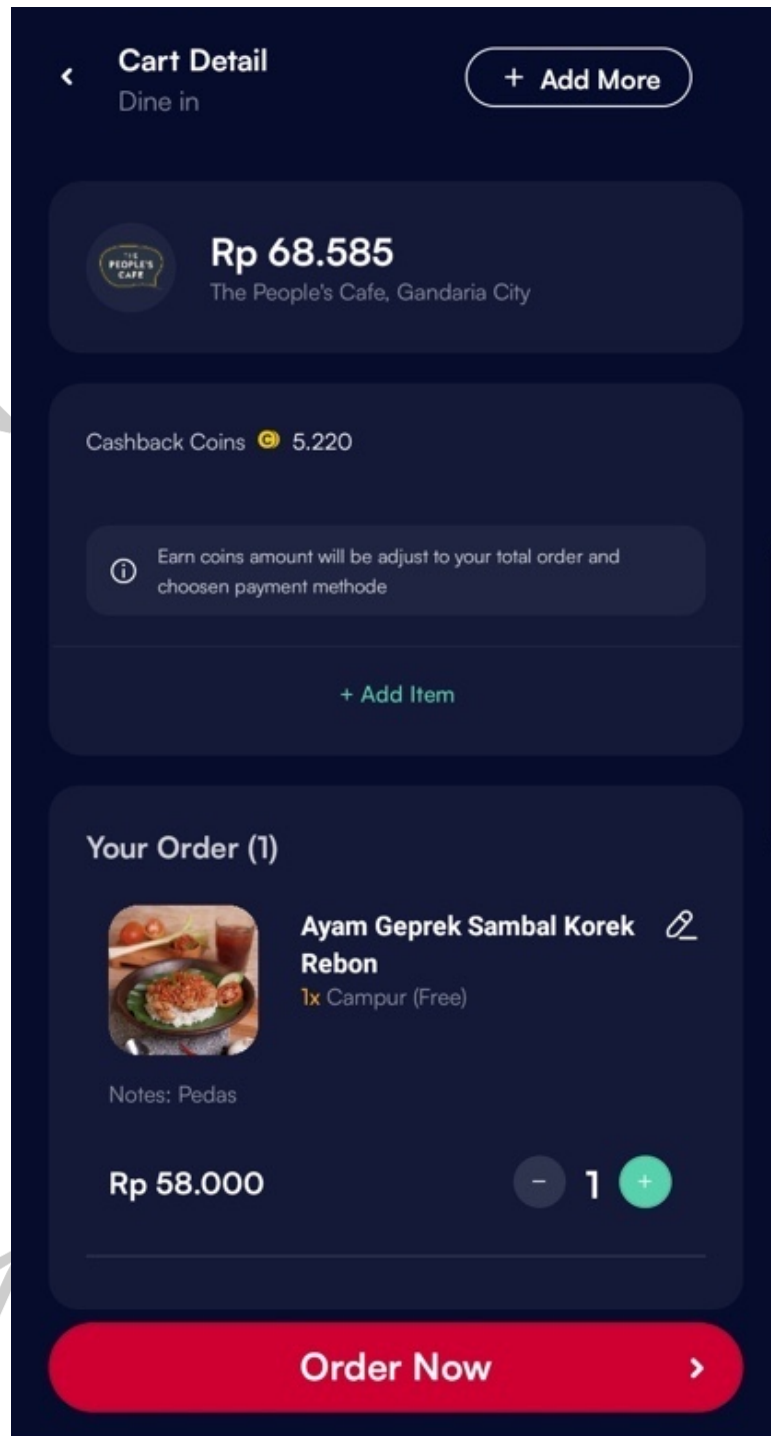 Cart Detail
Dine in
+ Add More
THE
PEOPLE'S
CAFE
Rp 68.585
The People's Cafe, Gandaria City
Cashback Coins C 5.220
Earn coins amount will be adjust to your total order and
choosen payment methode
+ Add Item
Your Order (1)
Ayam Geprek Sambal Korek
Rebon
1x Campur (Free)
Notes: Pedas
Rp 58.000
- 1 +
Order Now